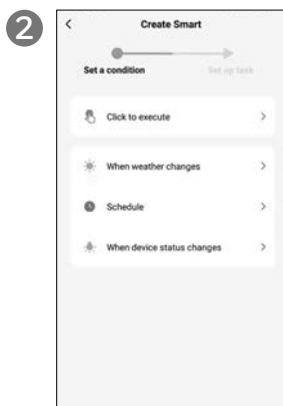 2
Create Smart
Set a condition Set up task
Click to execute
When weather changes
Schedule
When device status changes